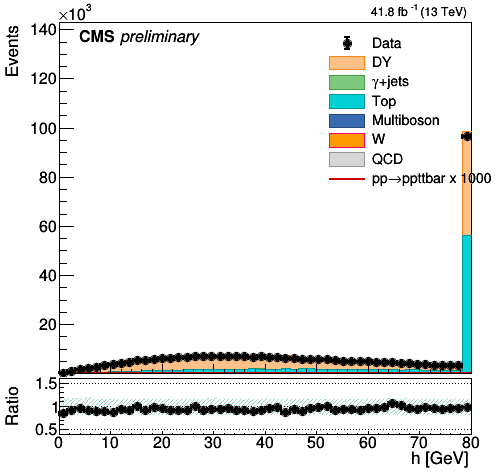 ×10³
41.8 fb⁻¹ (13 TeV)
CMS preliminary
Events
140
120
100
80
60
40
20
Data
DY
γ+jets
Top
Multiboson
W
QCD
pp→ppttbar x 1000
Ratio
1.5
1
0.5
0 10 20 30 40 50 60 70 80
h [GeV]